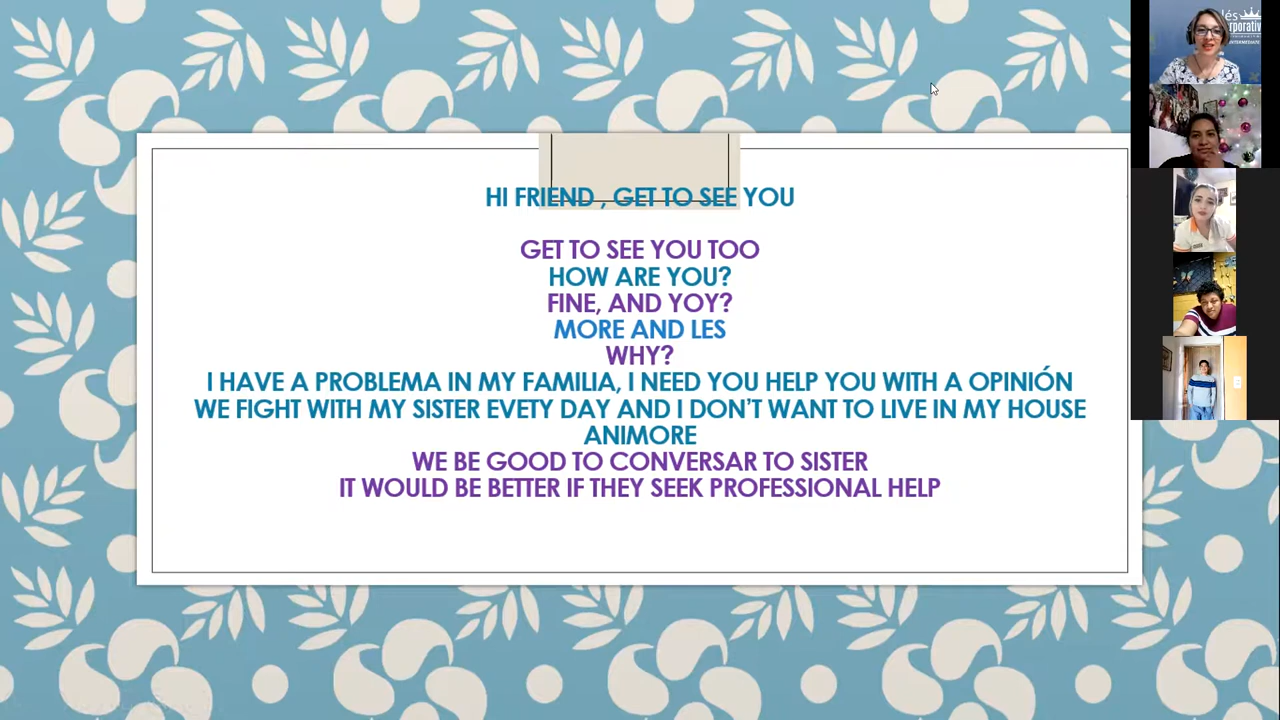 HI FRIEND , GET TO SEE YOU
GET TO SEE YOU TOO
HOW ARE YOU?
FINE, AND YOY?
MORE AND LES
WHY?
I HAVE A PROBLEMA IN MY FAMILIA, I NEED YOU HELP YOU WITH A OPINIÓN
WE FIGHT WITH MY SISTER EVETY DAY AND I DON’T WANT TO LIVE IN MY HOUSE
ANIMORE
WE BE GOOD TO CONVERSAR TO SISTER
IT WOULD BE BETTER IF THEY SEEK PROFESSIONAL HELP